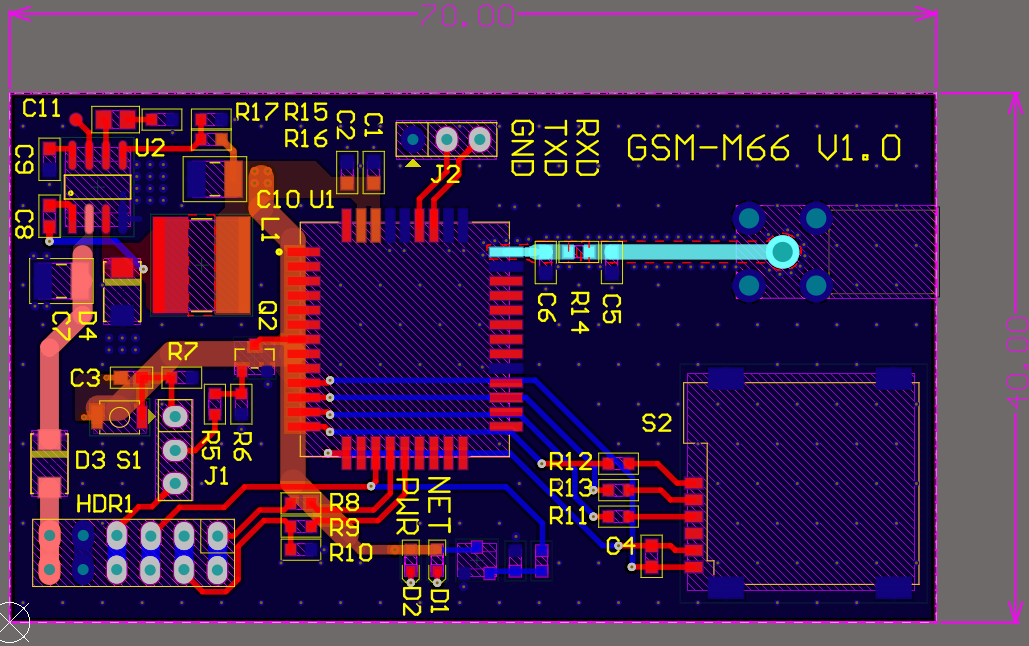 70.00
C11
R17 R15
R16
C2
C1
GND
TXD
RXD
GSM-M66 V1.0
C9
U2
J2
C10 U1
C8
L1
C7
D4
Q2
C6
R14
C5
R7
C3
S2
R5
R6
D3 S1
J1
R12
R13
R11
HDR1
R8
R9
R10
PWR
NET
C4
D2
D1